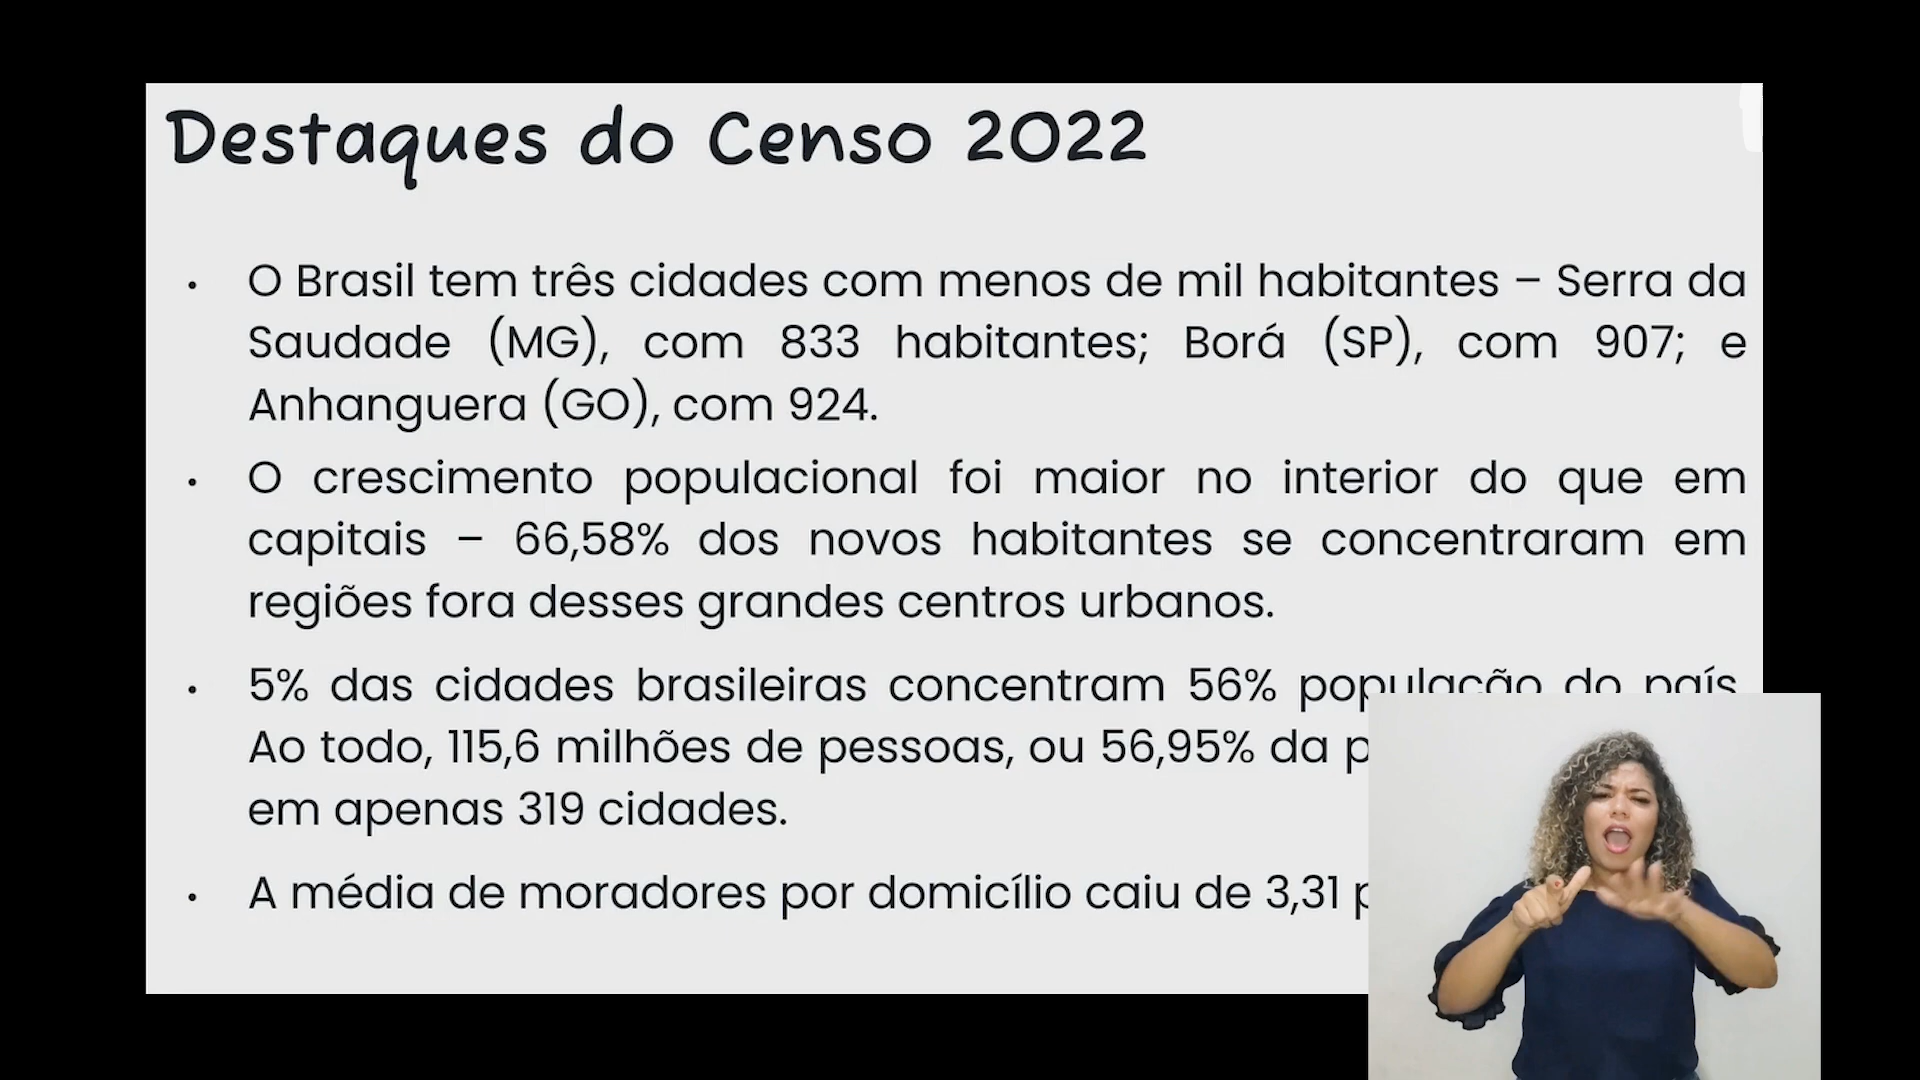 Destaques do Censo 2022
• O Brasil tem três cidades com menos de mil habitantes – Serra da
Saudade (MG), com 833 habitantes; Borá (SP), com 907; e
Anhanguera (GO), com 924.
• O crescimento populacional foi maior no interior do que em
capitais – 66,58% dos novos habitantes se concentraram em
regiões fora desses grandes centros urbanos.
• 5% das cidades brasileiras concentram 56% população do país.
Ao todo, 115,6 milhões de pessoas, ou 56,95% da
em apenas 319 cidades.
• A média de moradores por domicílio caiu de 3,31